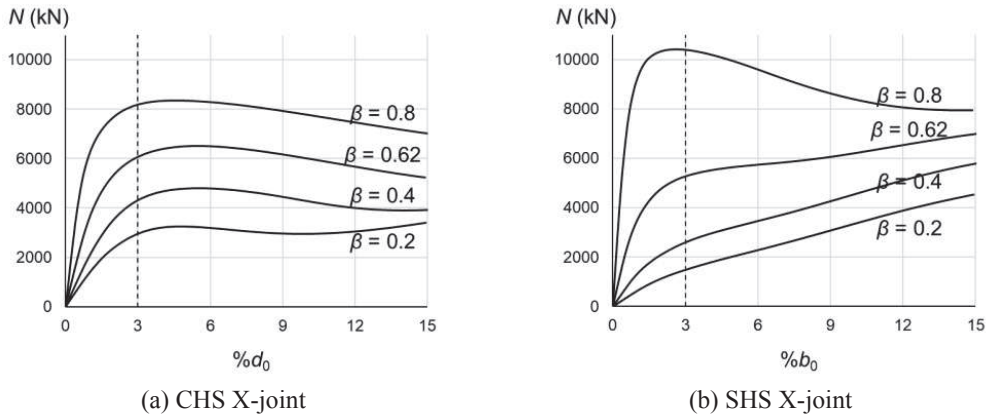 N (kN)
10000
8000
6000
4000
2000
0
β = 0.8
β = 0.62
β = 0.4
β = 0.2
0 3 6 9 12 15
%d₀
(a) CHS X-joint
N (kN)
10000
8000
6000
4000
2000
0
β = 0.8
β = 0.62
β = 0.4
β = 0.2
0 3 6 9 12 15
%b₀
(b) SHS X-joint